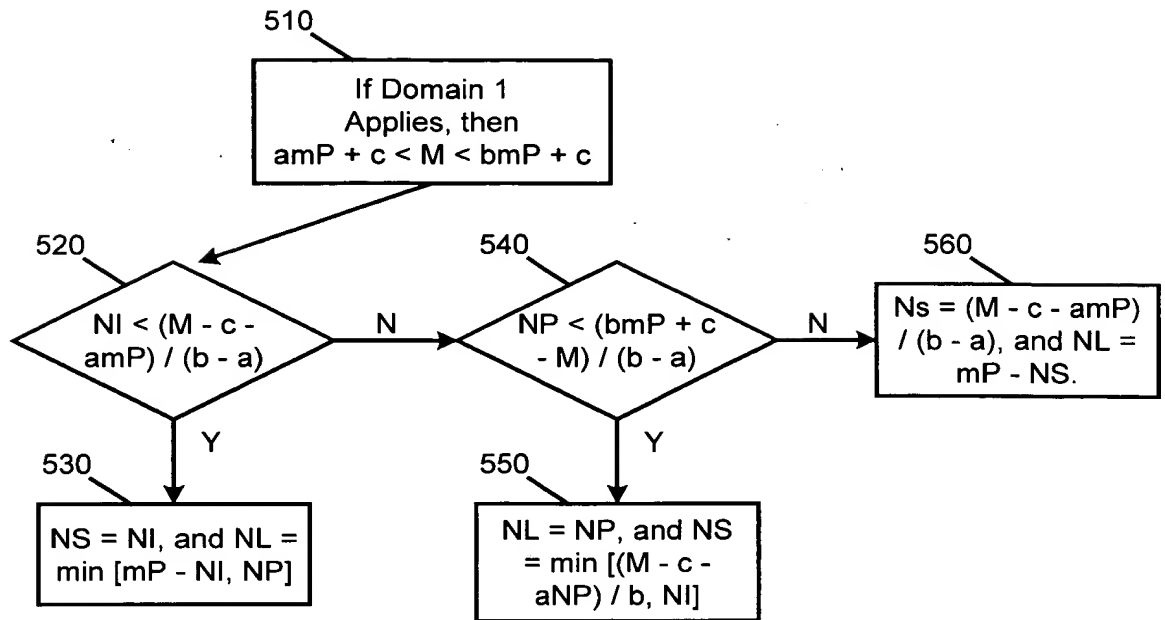 510
If Domain 1
Applies, then
amP + c < M < bmP + c
520
NI < (M - c -
amP) / (b - a)
N
Y
530
NS = NI, and NL =
min [mP - NI, NP]
540
NP < (bmP + c
- M) / (b - a)
N
Y
550
NL = NP, and NS
= min [(M - c -
aNP) / b, NI]
560
Ns = (M - c - amP)
/ (b - a), and NL =
mP - NS.